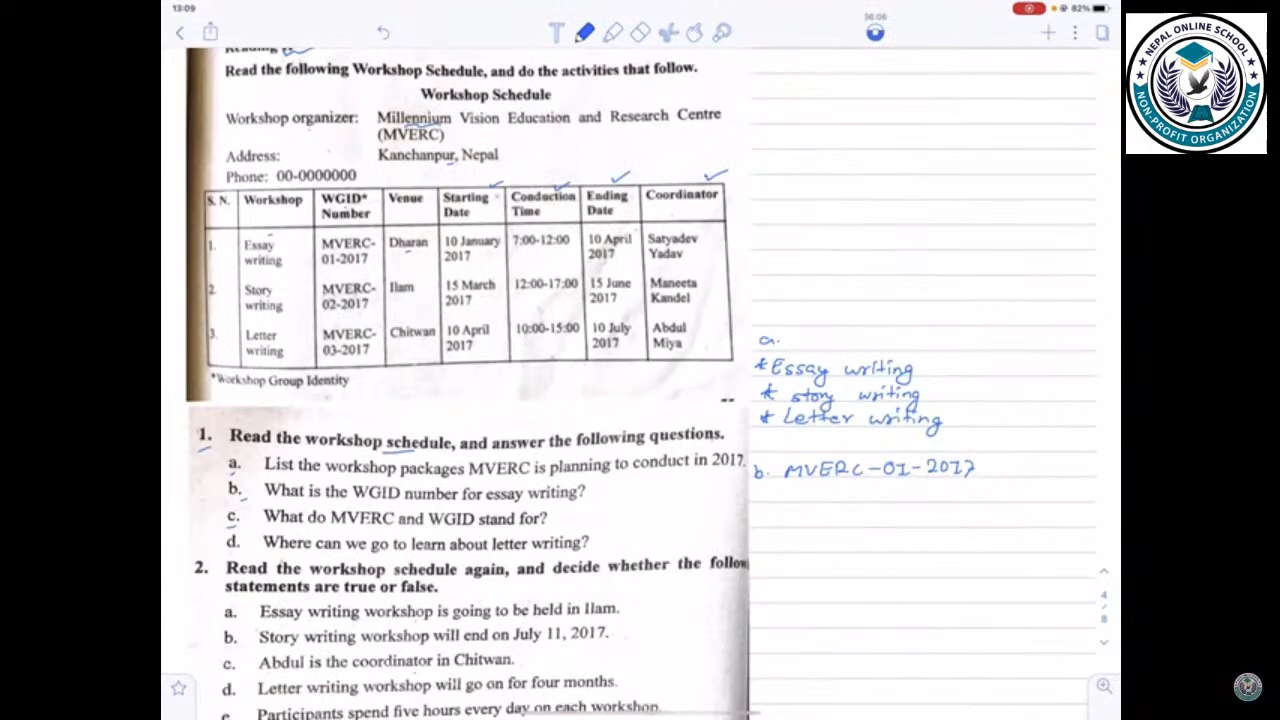 13:09
36:06
82%
T
Read the following Workshop Schedule, and do the activities that follow.
Workshop Schedule
Workshop organizer: Millennium Vision Education and Research Centre
(MVERC)
Address: Kanchanpur, Nepal
Phone: 00-0000000
S. N. Workshop WGID* Number Venue Starting Date Conduction Time Ending Date Coordinator
1. Essay writing MVERC-01-2017 Dharan 10 January 2017 7:00-12:00 10 April 2017 Satyadev Yadav
2. Story writing MVERC-02-2017 Ilam 15 March 2017 12:00-17:00 15 June 2017 Maneeta Kandel
3. Letter writing MVERC-03-2017 Chitwan 10 April 2017 10:00-15:00 10 July 2017 Abdul Miya
*Workshop Group Identity
1. Read the workshop schedule, and answer the following questions.
a. List the workshop packages MVERC is planning to conduct in 2017.
b. What is the WGID number for essay writing?
c. What do MVERC and WGID stand for?
d. Where can we go to learn about letter writing?
2. Read the workshop schedule again, and decide whether the follow
statements are true or false.
a. Essay writing workshop is going to be held in Ilam.
b. Story writing workshop will end on July 11, 2017.
c. Abdul is the coordinator in Chitwan.
d. Letter writing workshop will go on for four months.
e. Participants spend five hours every day on each workshop.
a.
* Essay writing
* story writing
* Letter writing
b. MVERC-01-2017
4
/
8
NEPAL ONLINE SCHOOL
NON-PROFIT ORGANIZATION